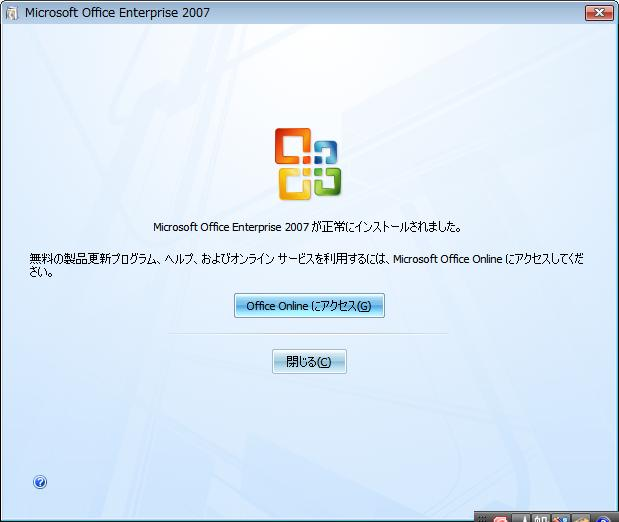 Microsoft Office Enterprise 2007
Microsoft Office Enterprise 2007 が正常にインストールされました。
無料の製品更新プログラム、ヘルプ、およびオンライン サービスを利用するには、Microsoft Office Online にアクセスしてくだ
さい。
Office Online にアクセス(G)
閉じる(C)
?